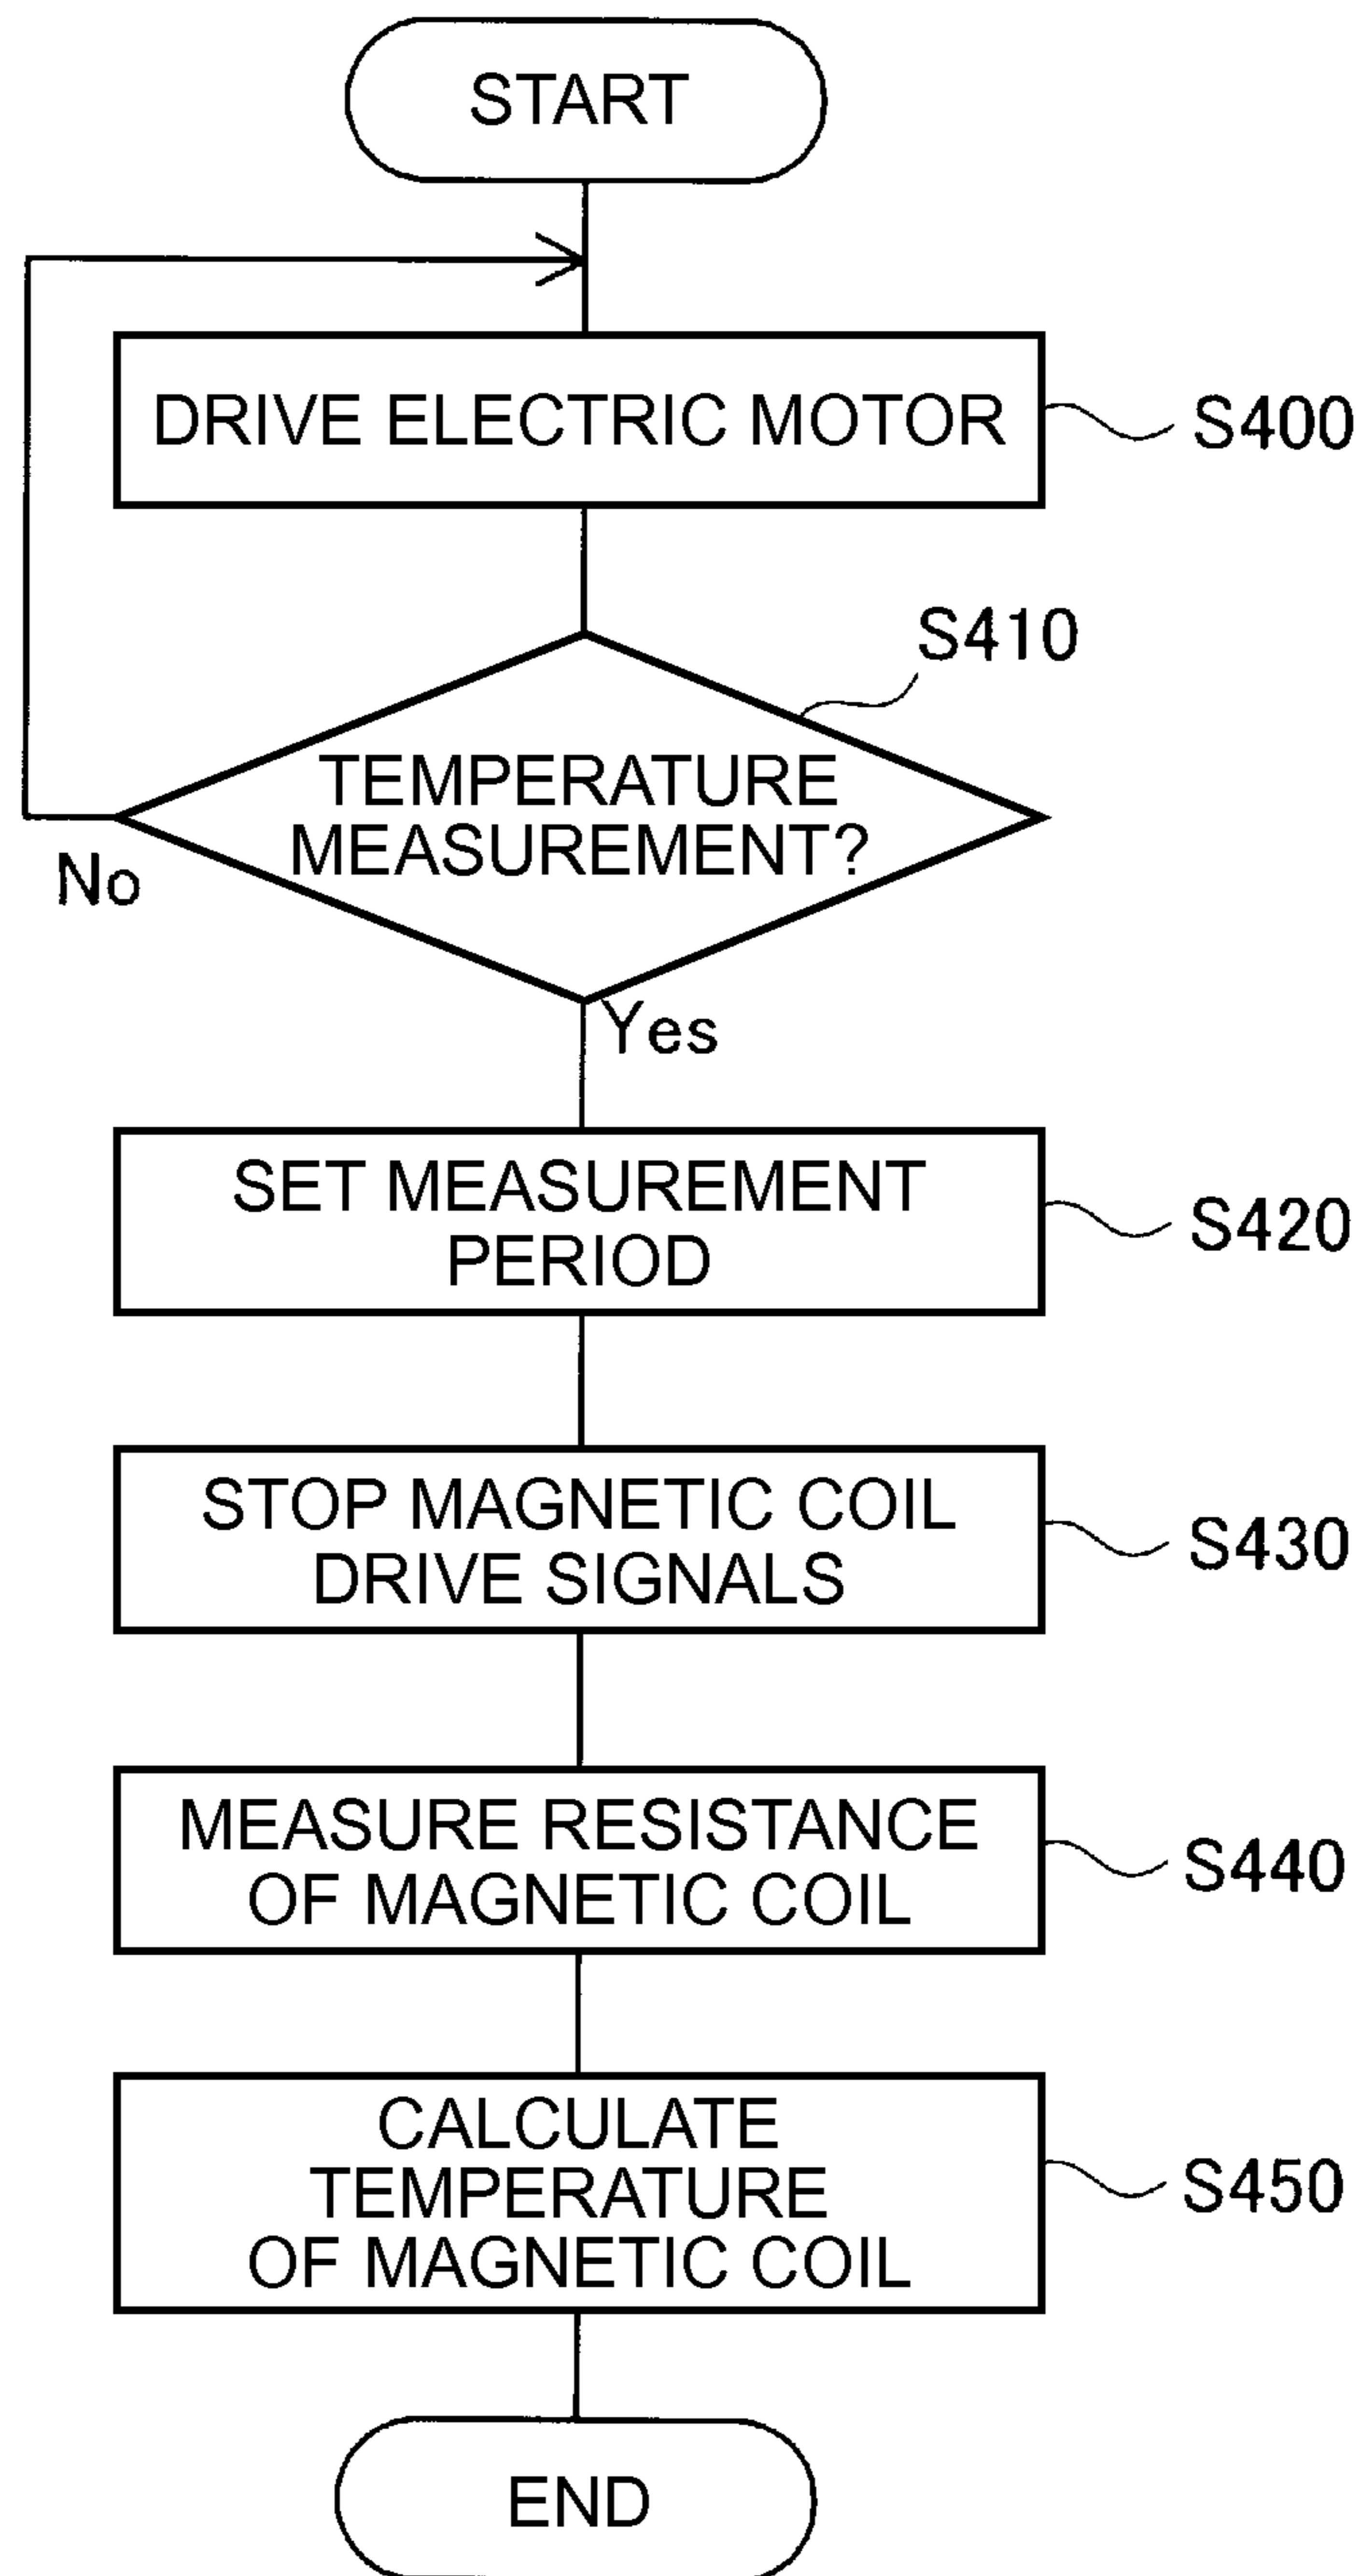 START
DRIVE ELECTRIC MOTOR
S400
S410
TEMPERATURE
MEASUREMENT?
No
Yes
SET MEASUREMENT
PERIOD
S420
STOP MAGNETIC COIL
DRIVE SIGNALS
S430
MEASURE RESISTANCE
OF MAGNETIC COIL
S440
CALCULATE
TEMPERATURE
OF MAGNETIC COIL
S450
END